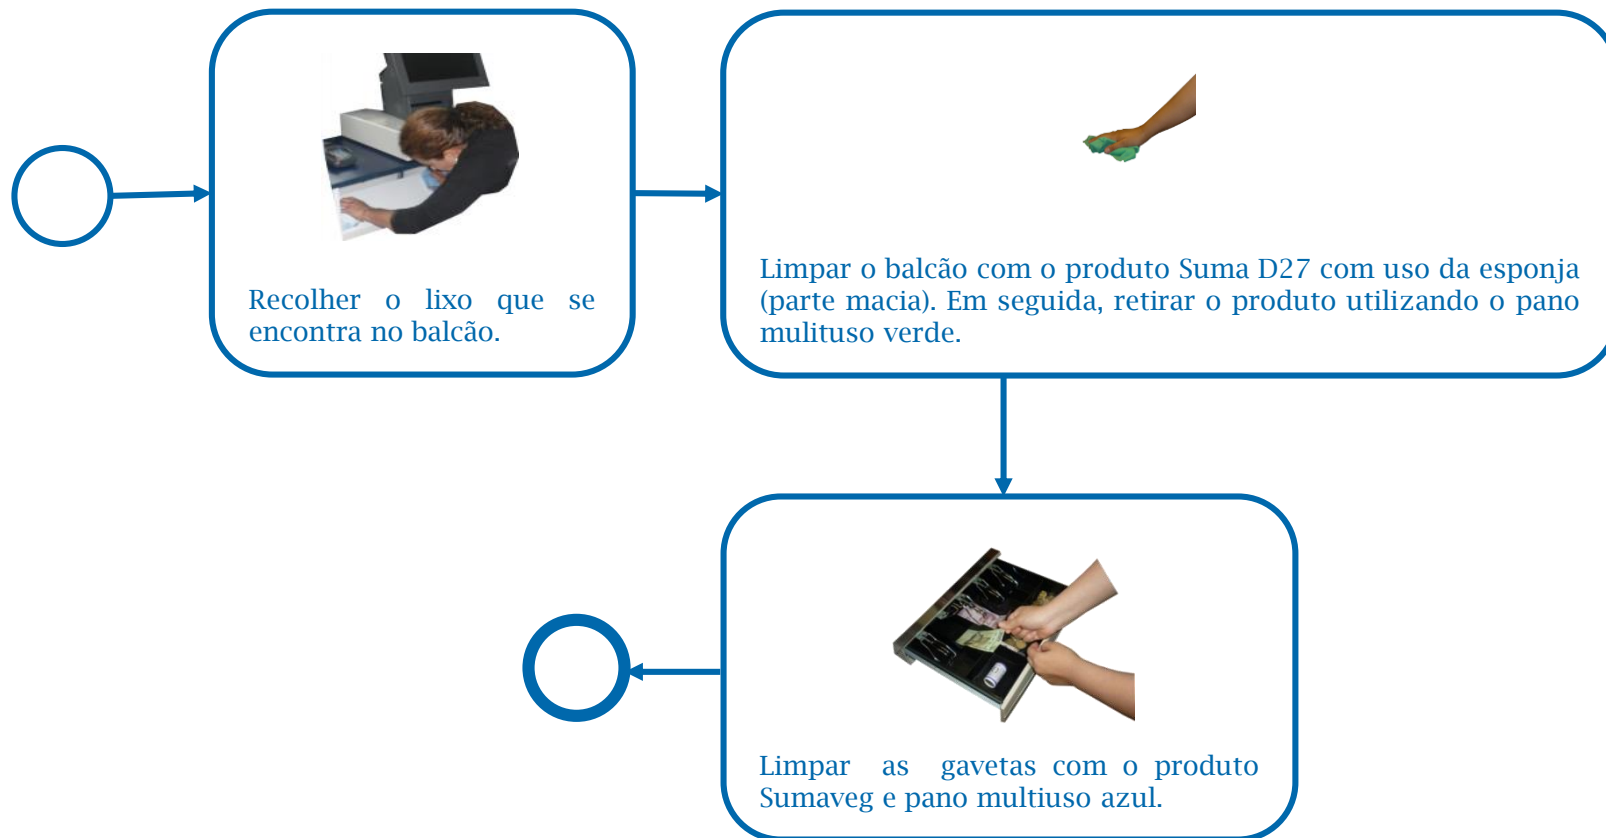 Recolher o lixo que se
encontra no balcão.
Limpar o balcão com o produto Suma D27 com uso da esponja
(parte macia). Em seguida, retirar o produto utilizando o pano
mulituso verde.
Limpar as gavetas com o produto
Sumaveg e pano multiuso azul.